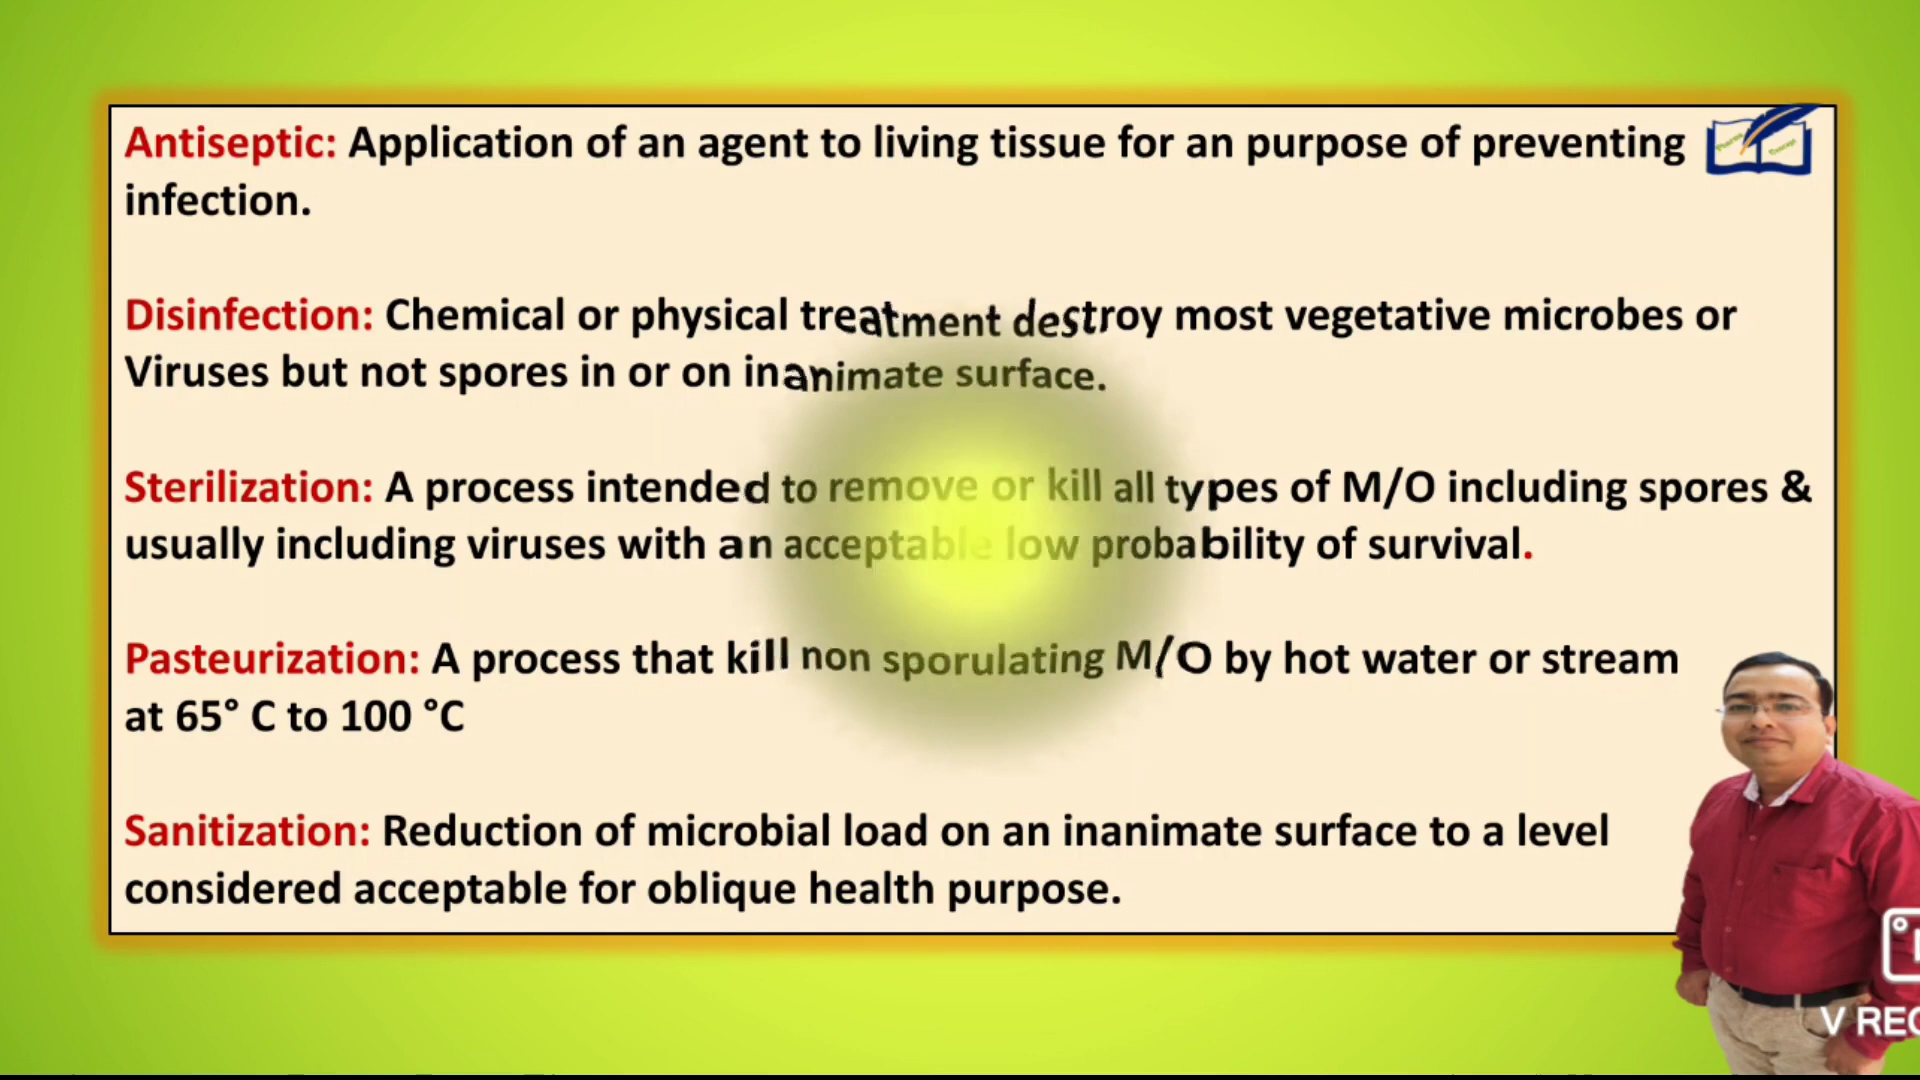 Antiseptic: Application of an agent to living tissue for an purpose of preventing
infection.
Disinfection: Chemical or physical treatment destroy most vegetative microbes or
Viruses but not spores in or on inanimate surface.
Sterilization: A process intended to remove or kill all types of M/O including spores &
usually including viruses with an acceptable low probability of survival.
Pasteurization: A process that kill non sporulating M/O by hot water or stream
at 65° C to 100 °C
Sanitization: Reduction of microbial load on an inanimate surface to a level
considered acceptable for oblique health purpose.
V REC